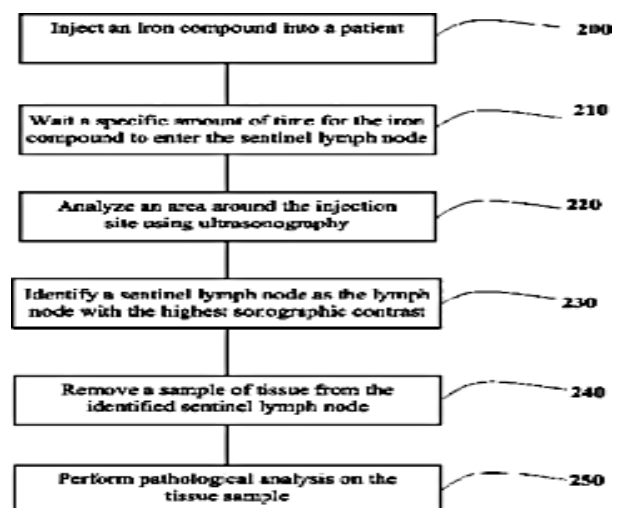 Inject an Iron compound into a patient
200
Wait a specific amount of time for the iron
compound to enter the sentinel lymph node
210
Analyze an area around the injection
site using ultrasonography
220
Identify a sentinel lymph node as the lymph
node with the highest sonographic contrast
230
Remove a sample of tissue from the
identified sentinel lymph node
240
Perform pathological analysis on the
tissue sample
250